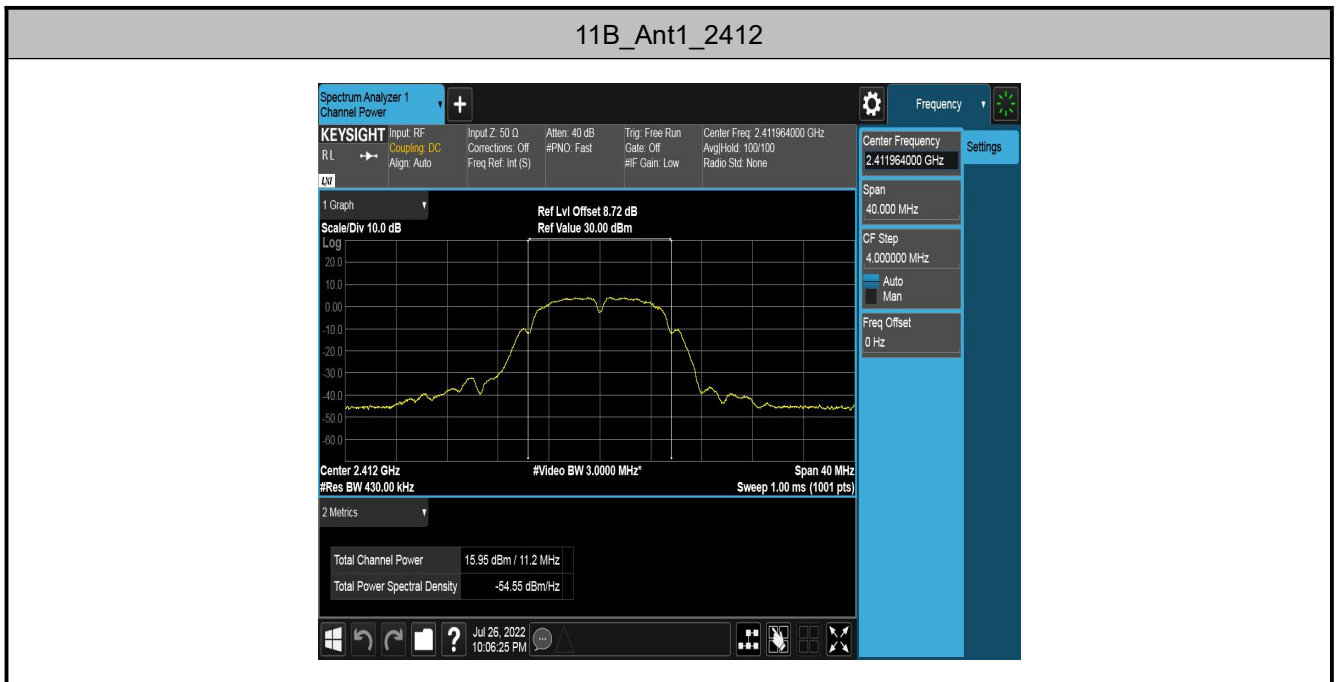 11B_Ant1_2412
Spectrum Analyzer 1
Channel Power
+
Frequency
KEYSIGHT
RL
LXI
Input: RF
Coupling: DC
Align: Auto
Input Z: 50 Ω
Corrections: Off
Freq Ref: Int (S)
Atten: 40 dB
#PNO: Fast
Trig: Free Run
Gate: Off
#IF Gain: Low
Center Freq: 2.411964000 GHz
Avg|Hold: 100/100
Radio Std: None
1 Graph
Scale/Div 10.0 dB
Ref Lvl Offset 8.72 dB
Ref Value 30.00 dBm
Log
20.0
10.0
0.00
-10.0
-20.0
-30.0
-40.0
-50.0
-60.0
Center 2.412 GHz
#Video BW 3.0000 MHz*
Span 40 MHz
#Res BW 430.00 kHz
Sweep 1.00 ms (1001 pts)
2 Metrics
Total Channel Power 15.95 dBm / 11.2 MHz
Total Power Spectral Density -54.55 dBm/Hz
?
Jul 26, 2022
10:06:25 PM
Center Frequency
2.411964000 GHz
Settings
Span
40.000 MHz
CF Step
4.000000 MHz
Auto
Man
Freq Offset
0 Hz